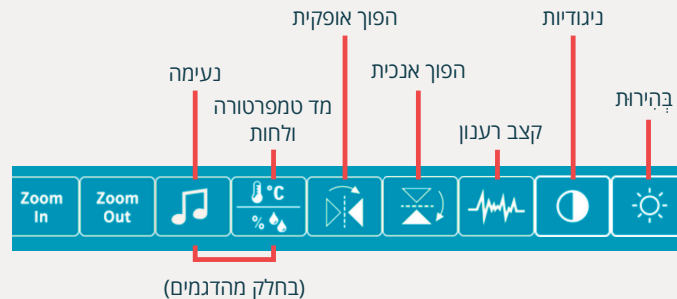 הפוך אופקית
ניגודיות
נעימה
הפוך אנכית
בְּהִירוּת
מד טמפרטורה
ולחות
קצב רענון
Zoom
In
Zoom
Out
°C
%
(בחלק מהדגמים)